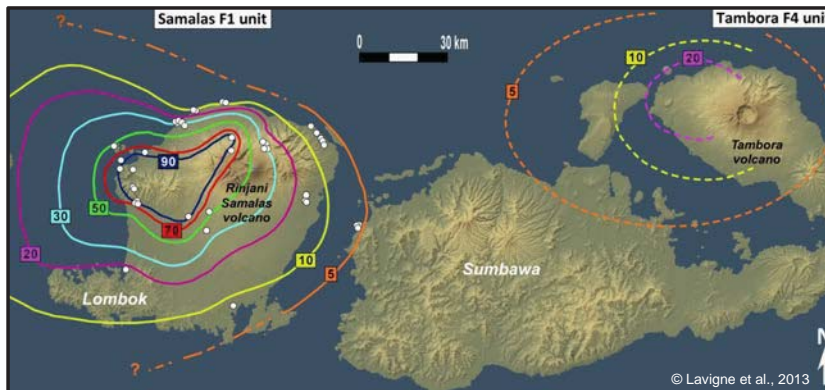 Samalas F1 unit
Tambora F4 unit
?
0 30 km
10
20
5
90
Tambora
volcano
Rinjani
Samalas
volcano
50
30
70
20
10
5
Sumbawa
Lombok
?
N
© Lavigne et al., 2013